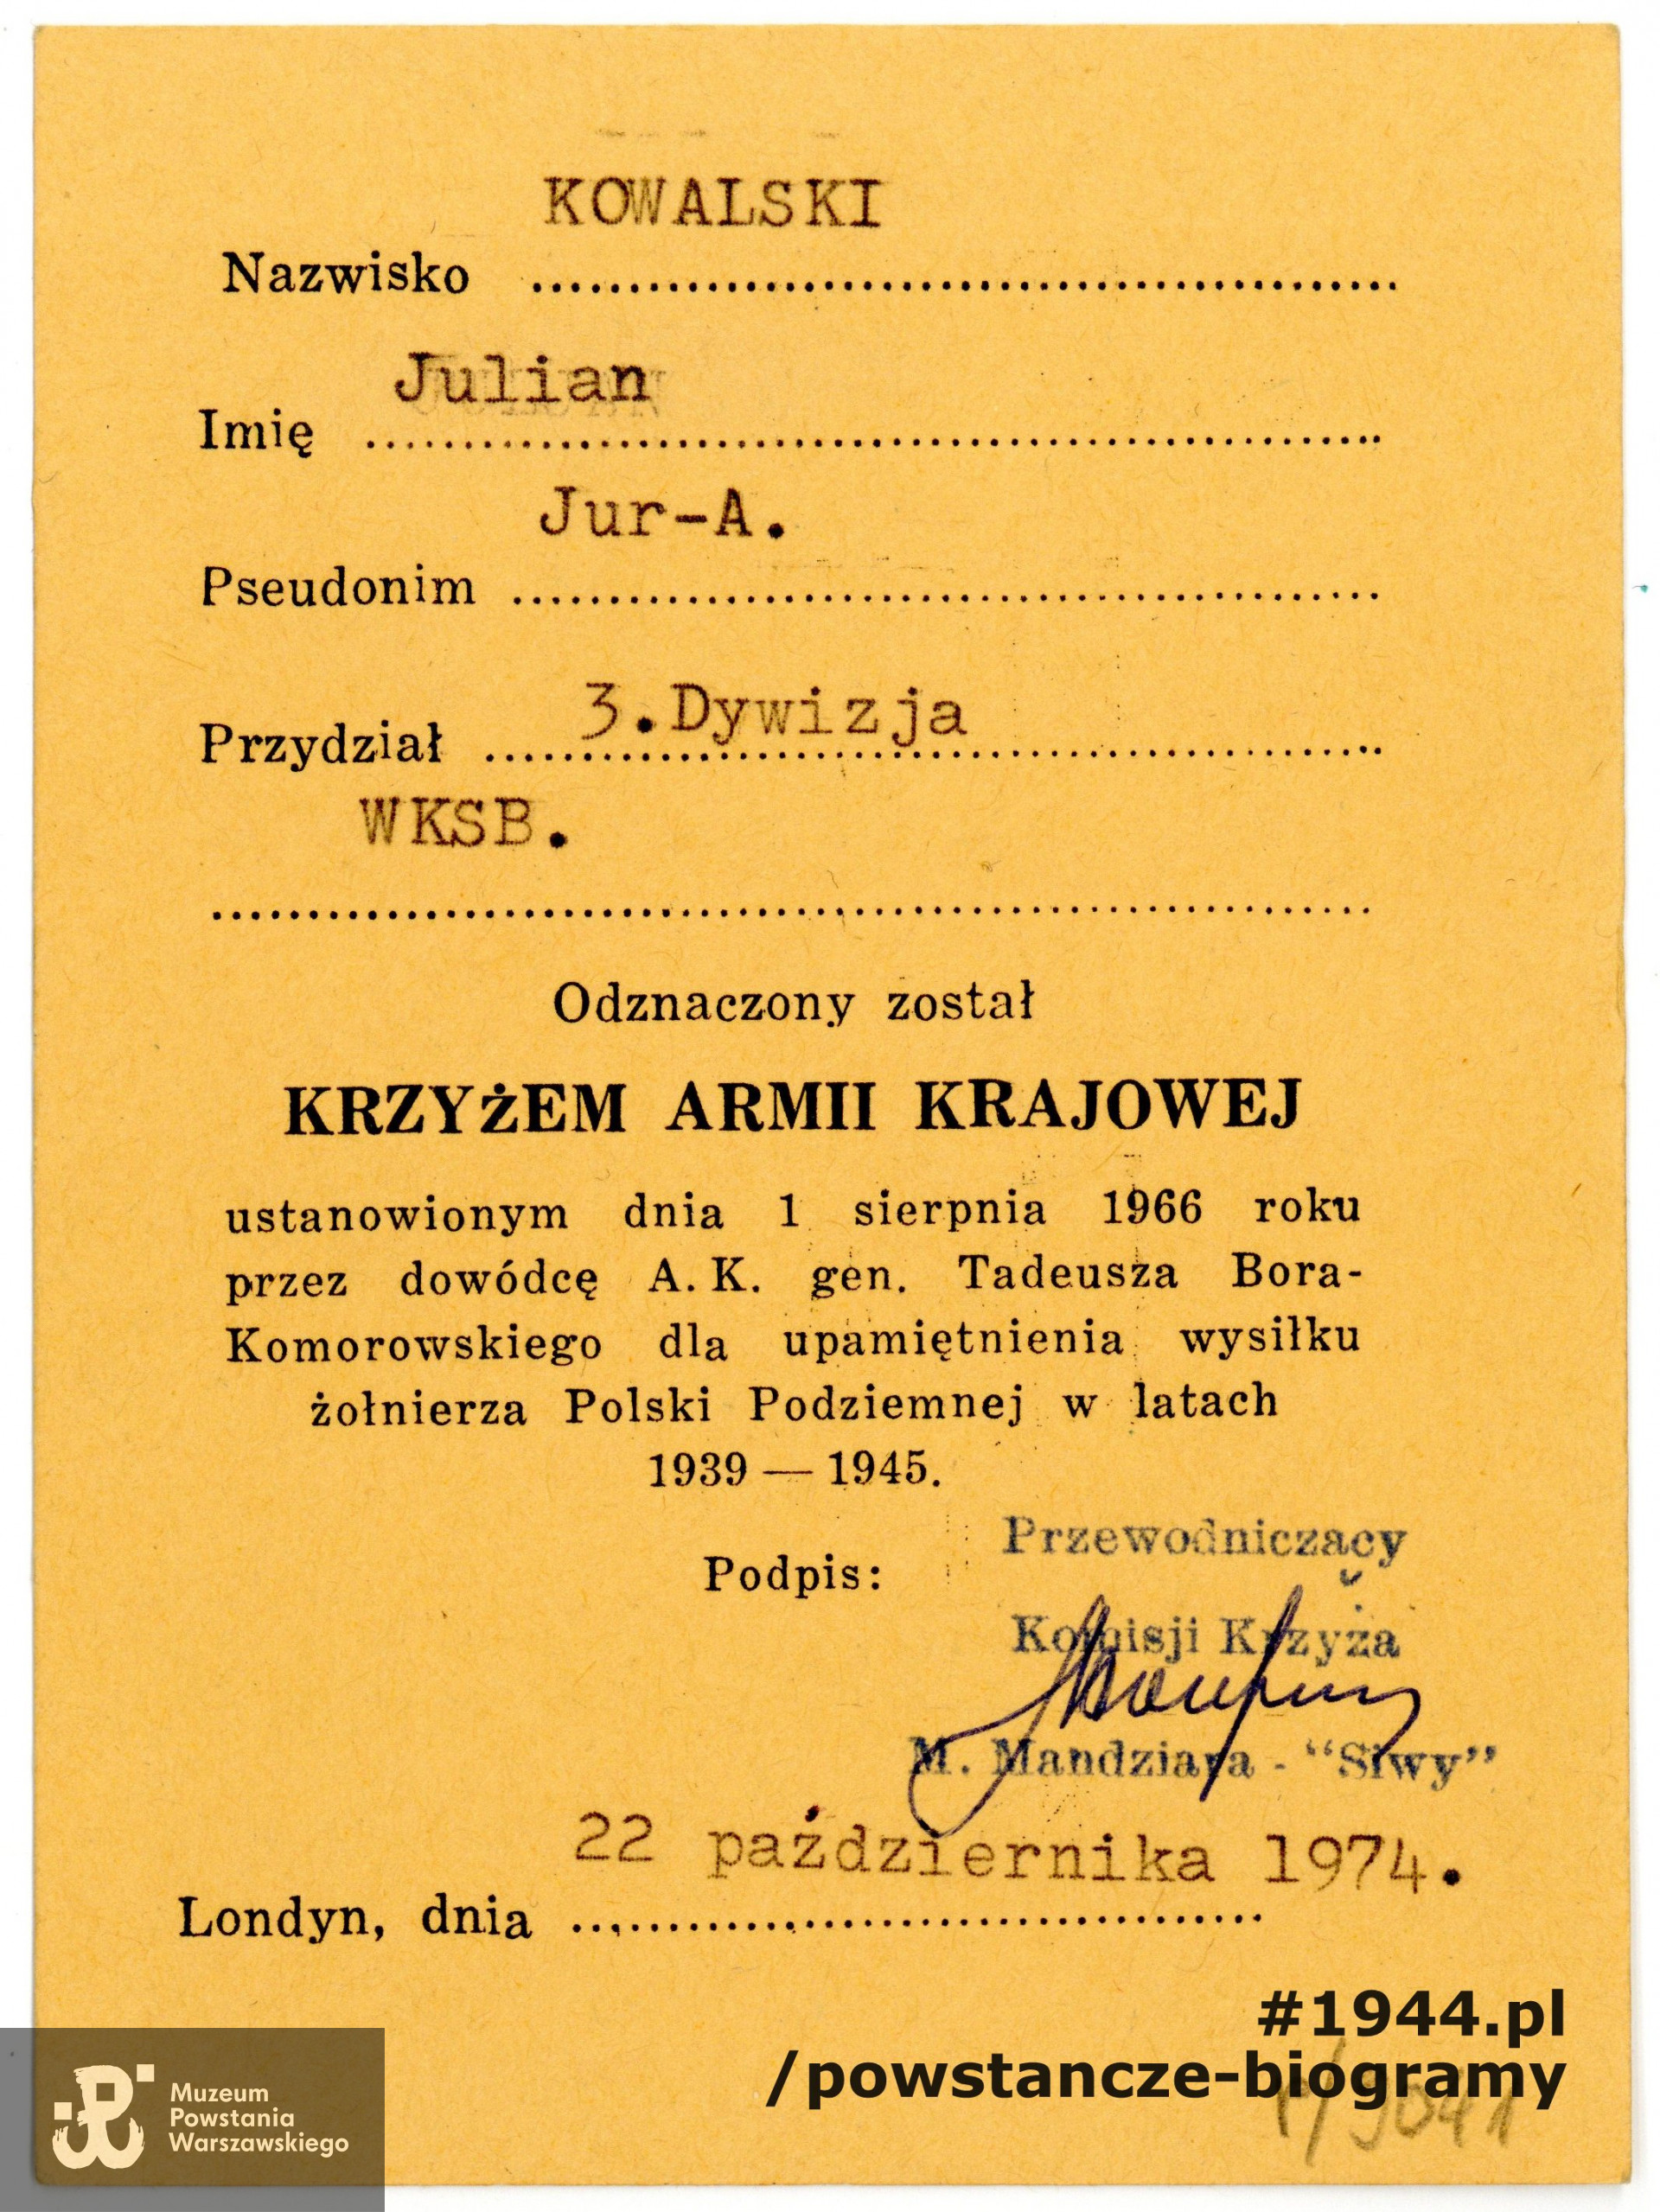 KOWALSKI
Nazwisko ............................................
Julian
Imię ....................................................
Jur-A.
Pseudonim ............................................
3.Dywizja
Przydział ..............................................
WKSB.
............................................................
Odznaczony został
KRZYŻEM ARMII KRAJOWEJ
ustanowionym dnia 1 sierpnia 1966 roku
przez dowódcę A. K. gen. Tadeusza Bora-
Komorowskiego dla upamiętnienia wysiłku
żołnierza Polski Podziemnej w latach
1939 — 1945.
Przewodniczący
Podpis:
Komisji Krzyża
M. Mandziara - “Siwy”
22 października 1974.
Londyn, dnia ...................................
#1944.pl
/powstancze-biogramy
Muzeum
Powstania
Warszawskiego